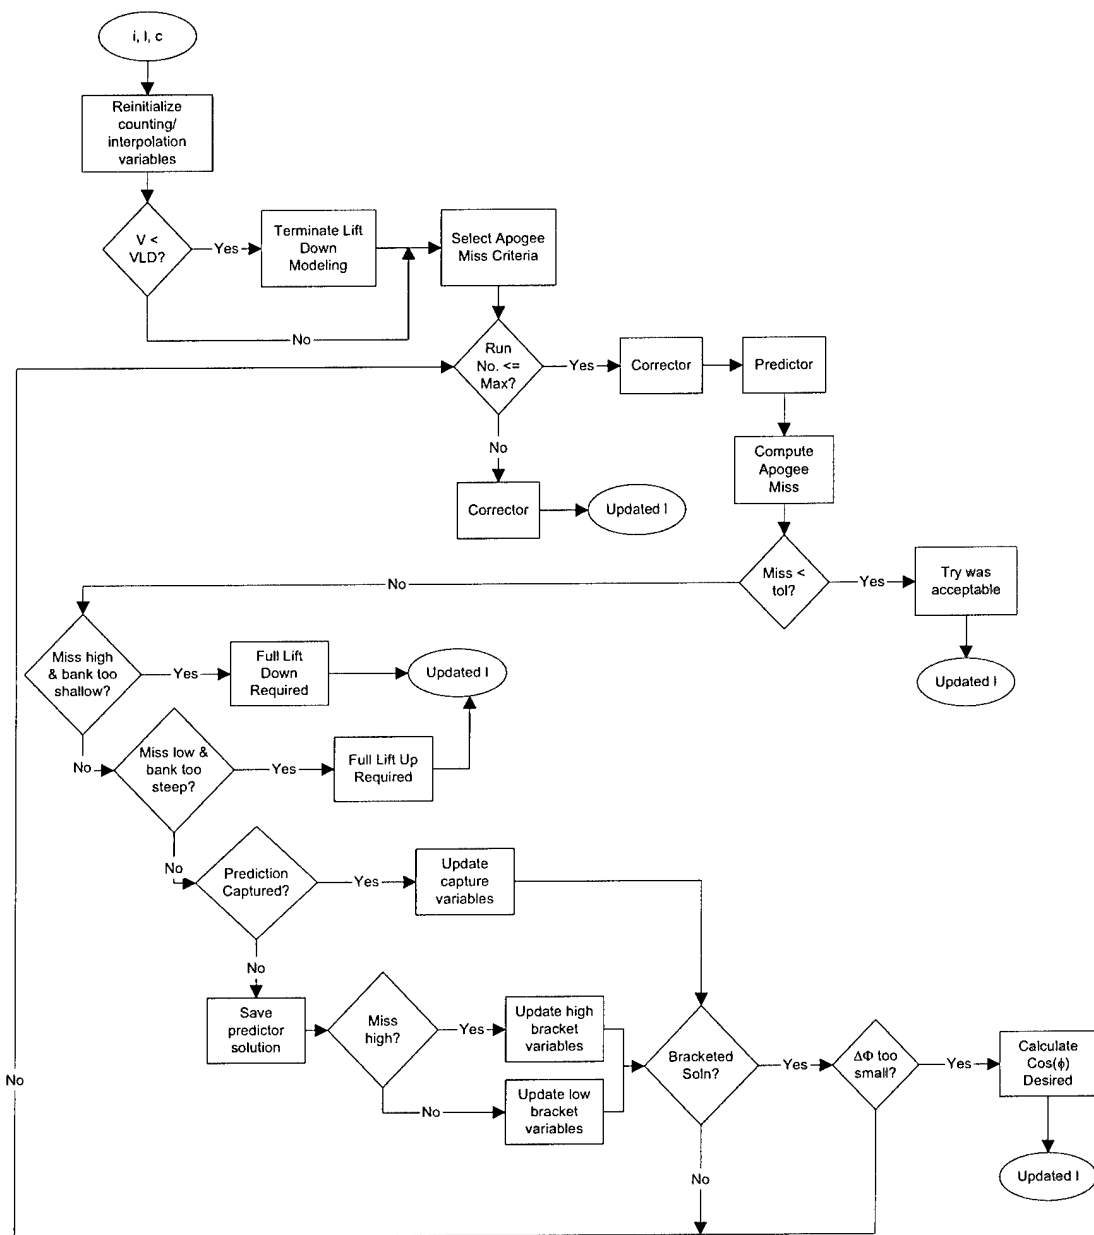 i, I, c
Reinitialize
counting/
interpolation
variables
V <
VLD?
Yes
Terminate Lift
Down
Modeling
Select Apogee
Miss Criteria
No
Run
No. <=
Max?
Yes
Corrector
Predictor
No
Compute
Apogee
Miss
Corrector
Updated I
Miss <
tol?
Yes
Try was
acceptable
No
Updated I
Miss high
& bank too
shallow?
Yes
Full Lift
Down
Required
Updated I
No
Miss low &
bank too
steep?
Yes
Full Lift Up
Required
No
Prediction
Captured?
Yes
Update
capture
variables
No
Save
predictor
solution
Miss
high?
Yes
Update high
bracket
variables
No
Update low
bracket
variables
Bracketed
Soln?
Yes
ΔΦ too
small?
Yes
Calculate
Cos(ϕ)
Desired
No
No
Updated I